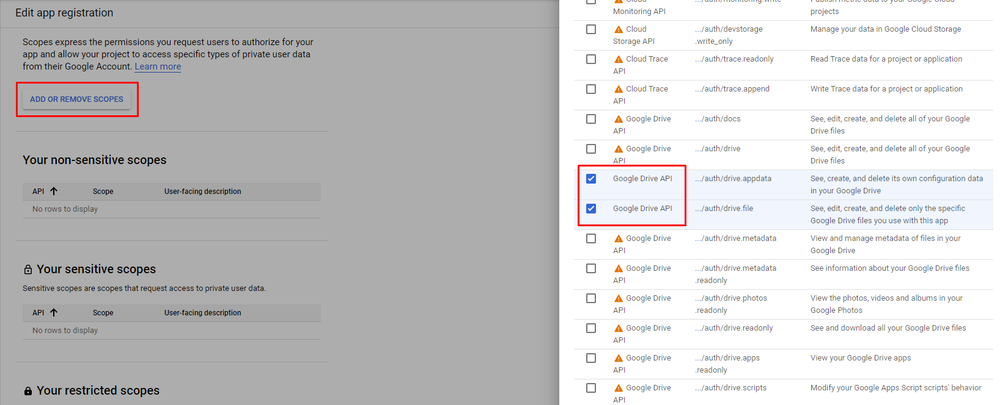 Edit app registration
Scopes express the permissions you request users to authorize for your
app and allow your project to access specific types of private user data
from their Google Account. Learn more
ADD OR REMOVE SCOPES
Your non-sensitive scopes
API Scope User-facing description
No rows to display
Your sensitive scopes
Sensitive scopes are scopes that request access to private user data.
API Scope User-facing description
No rows to display
Your restricted scopes
Cloud .../auth/monitoring.write Publish metric data to your Google Cloud
Monitoring API projects
Cloud .../auth/devstorage Manage your data in Google Cloud Storage
Storage API .write_only
Cloud Trace .../auth/trace.readonly Read Trace data for a project or application
API
Cloud Trace .../auth/trace.append Write Trace data for a project or application
API
Google Drive .../auth/docs See, edit, create, and delete all of your Google
API Drive files
Google Drive .../auth/drive See, edit, create, and delete all of your Google
API Drive files
Google Drive API .../auth/drive.appdata See, create, and delete its own configuration data
in your Google Drive
Google Drive API .../auth/drive.file See, edit, create, and delete only the specific
Google Drive files you use with this app
Google Drive .../auth/drive.metadata View and manage metadata of files in your
API Google Drive
Google Drive .../auth/drive.metadata See information about your Google Drive files
API .readonly
Google Drive .../auth/drive.photos View the photos, videos and albums in your
API .readonly Google Photos
Google Drive .../auth/drive.readonly See and download all your Google Drive files
API
Google Drive .../auth/drive.apps View your Google Drive apps
API .readonly
Google Drive .../auth/drive.scripts Modify your Google Apps Script scripts' behavior
API